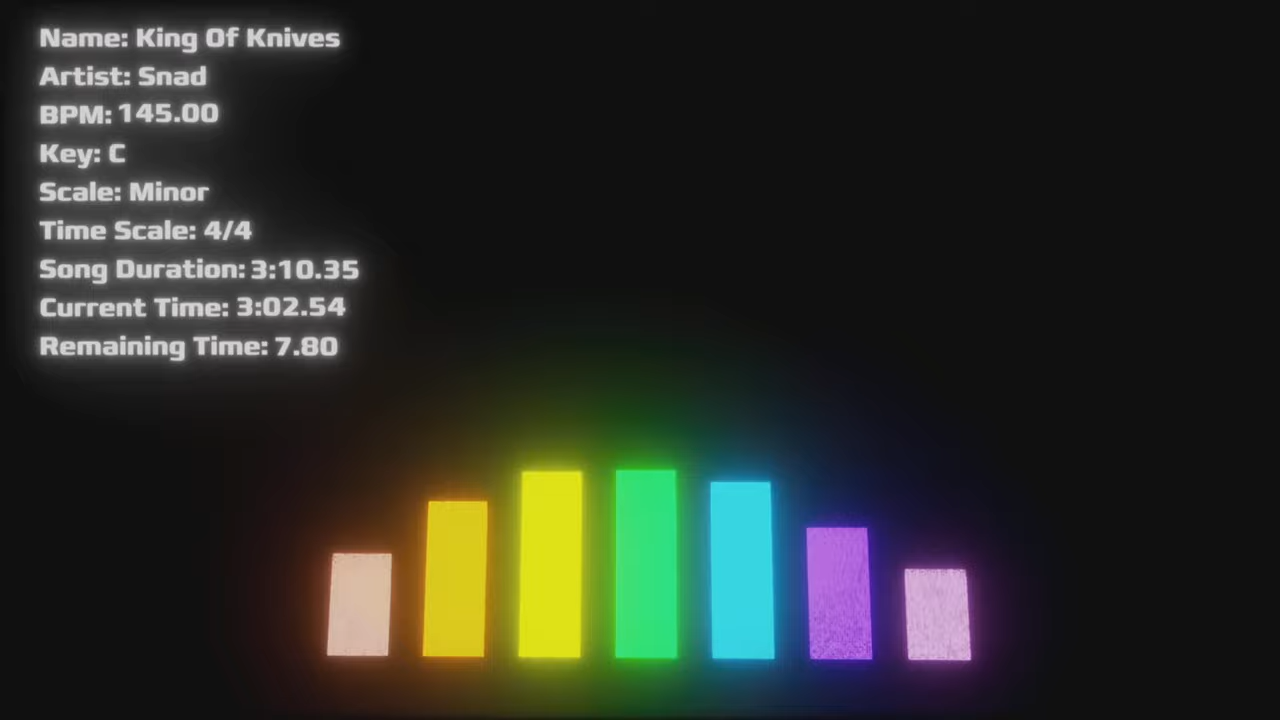 Name: King Of Knives
Artist: Snad
BPM: 145.00
Key: C
Scale: Minor
Time Scale: 4/4
Song Duration: 3:10.35
Current Time: 3:02.54
Remaining Time: 7.80